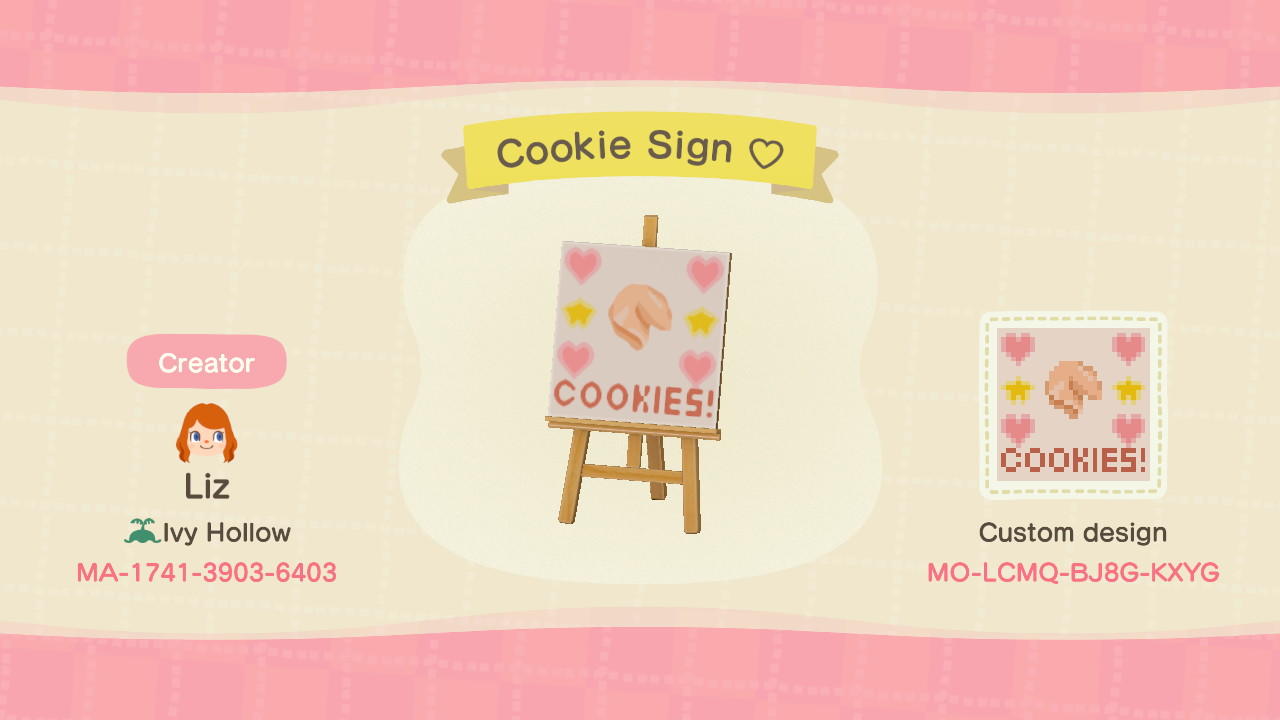 Cookie Sign ♡
COOKIES!
Creator
Liz
Ivy Hollow
MA-1741-3903-6403
COOKIES!
Custom design
MO-LCMQ-BJ8G-KXYG